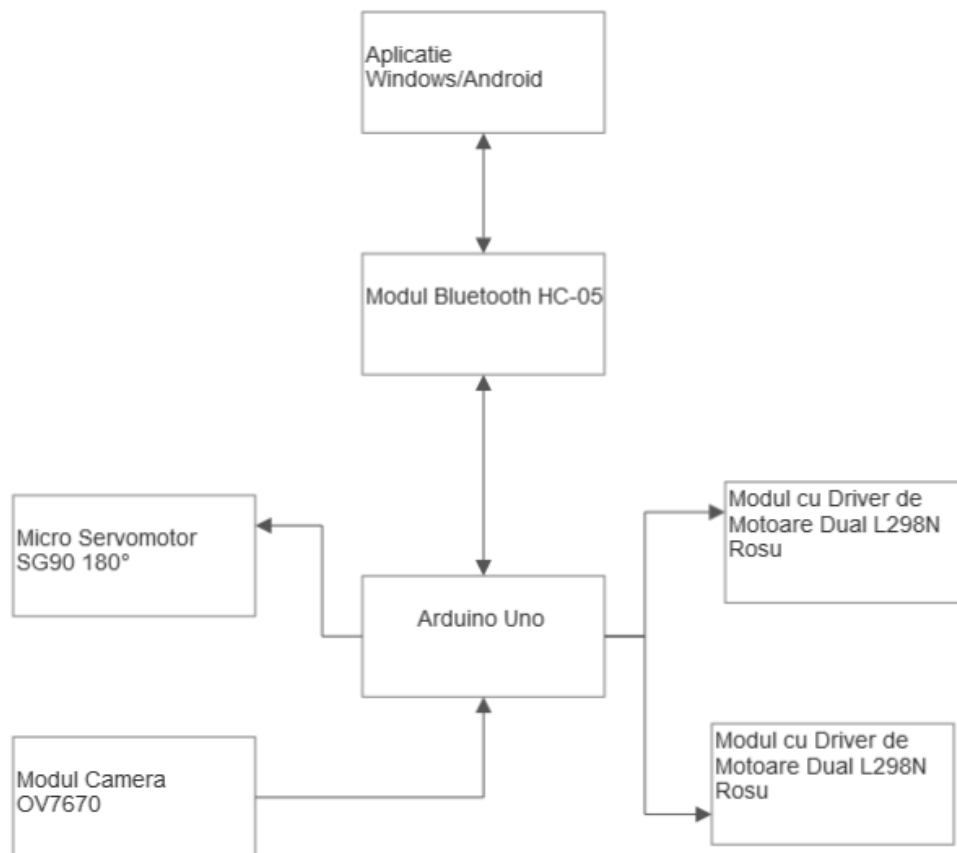 Aplicatie
Windows/Android
Modul Bluetooth HC-05
Micro Servomotor
SG90 180°
Modul cu Driver de
Motoare Dual L298N
Rosu
Arduino Uno
Modul Camera
OV7670
Modul cu Driver de
Motoare Dual L298N
Rosu